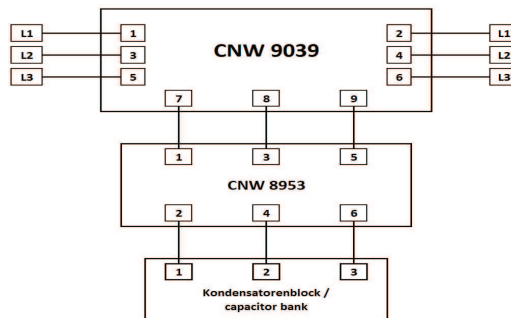 L1 1 CNW 9039 2 L1
L2 3 4 L2
L3 5 6 L3
7 8 9
1 3 5
CNW 8953
2 4 6
1 2 3
Kondensatorenblock /
capacitor bank